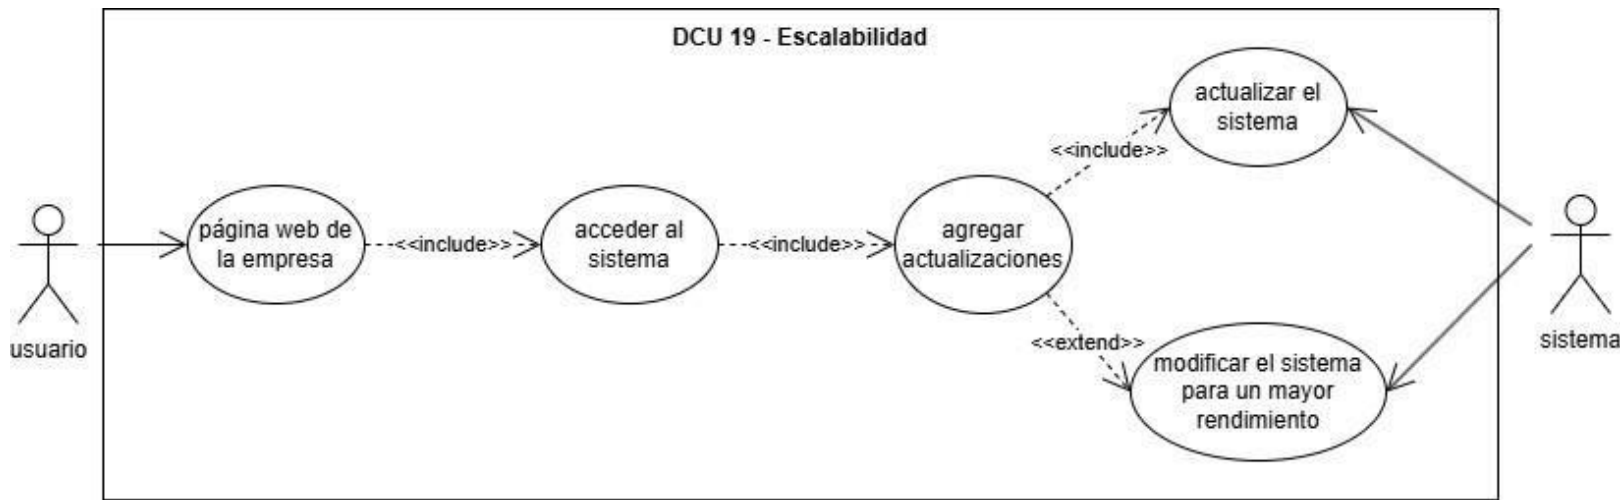 DCU 19 - Escalabilidad
actualizar el
sistema
<<include>>
página web de
la empresa
<<include>>
acceder al
sistema
<<include>>
agregar
actualizaciones
usuario
sistema
<<extend>>
modificar el sistema
para un mayor
rendimiento